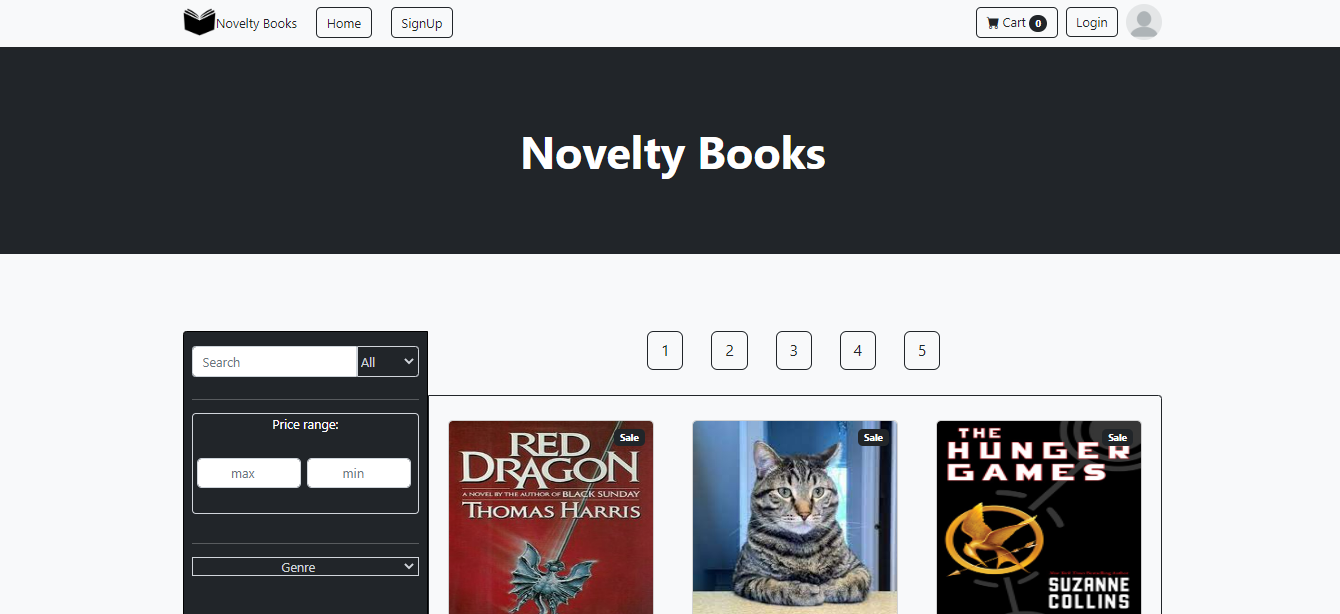 Novelty Books
Home
SignUp
Cart 0
Login
Novelty Books
Search
All
Price range:
max
min
Genre
1
2
3
4
5
Sale
RED
DRAGON
A NOVEL BY THE AUTHOR OF BLACK SUNDAY
THOMAS HARRIS
Sale
Sale
THE
HUNGER
GAMES
SUZANNE
COLLINS